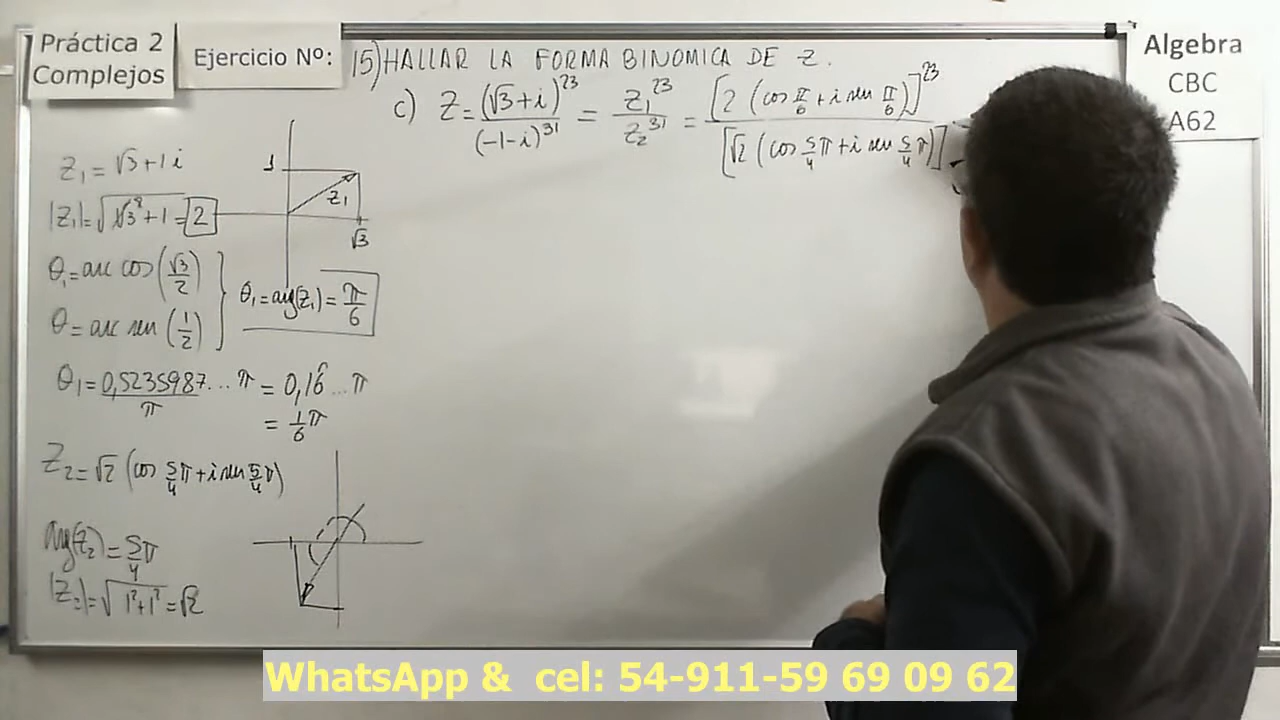 Práctica 2
Complejos
Ejercicio Nº:
15) HALLAR LA FORMA BINOMICA DE Z.
Algebra
CBC
A62
c) Z = (√3+i)^23 / (-1-i)^31 = Z₁^23 / Z₂^31 = [2 (cos π/6 + i sen π/6)]^23 / [√2 (cos 5/4 π + i sen 5/4 π)]
Z₁ = √3 + 1 i
|Z₁| = √(√3² + 1) = 2
1
Z₁
√3
θ₁ = arc cos (√3/2)
θ = arc sen (1/2)
θ₁ = arg(Z₁) = π/6
θ₁ = 0,5235987.../π π = 0,16... π
= 1/6 π
Z₂ = √2 (cos 5/4 π + i sen 5/4 π)
arg(Z₂) = 5/4 π
|Z₂| = √(1² + 1²) = √2
WhatsApp & cel: 54-911-59 69 09 62